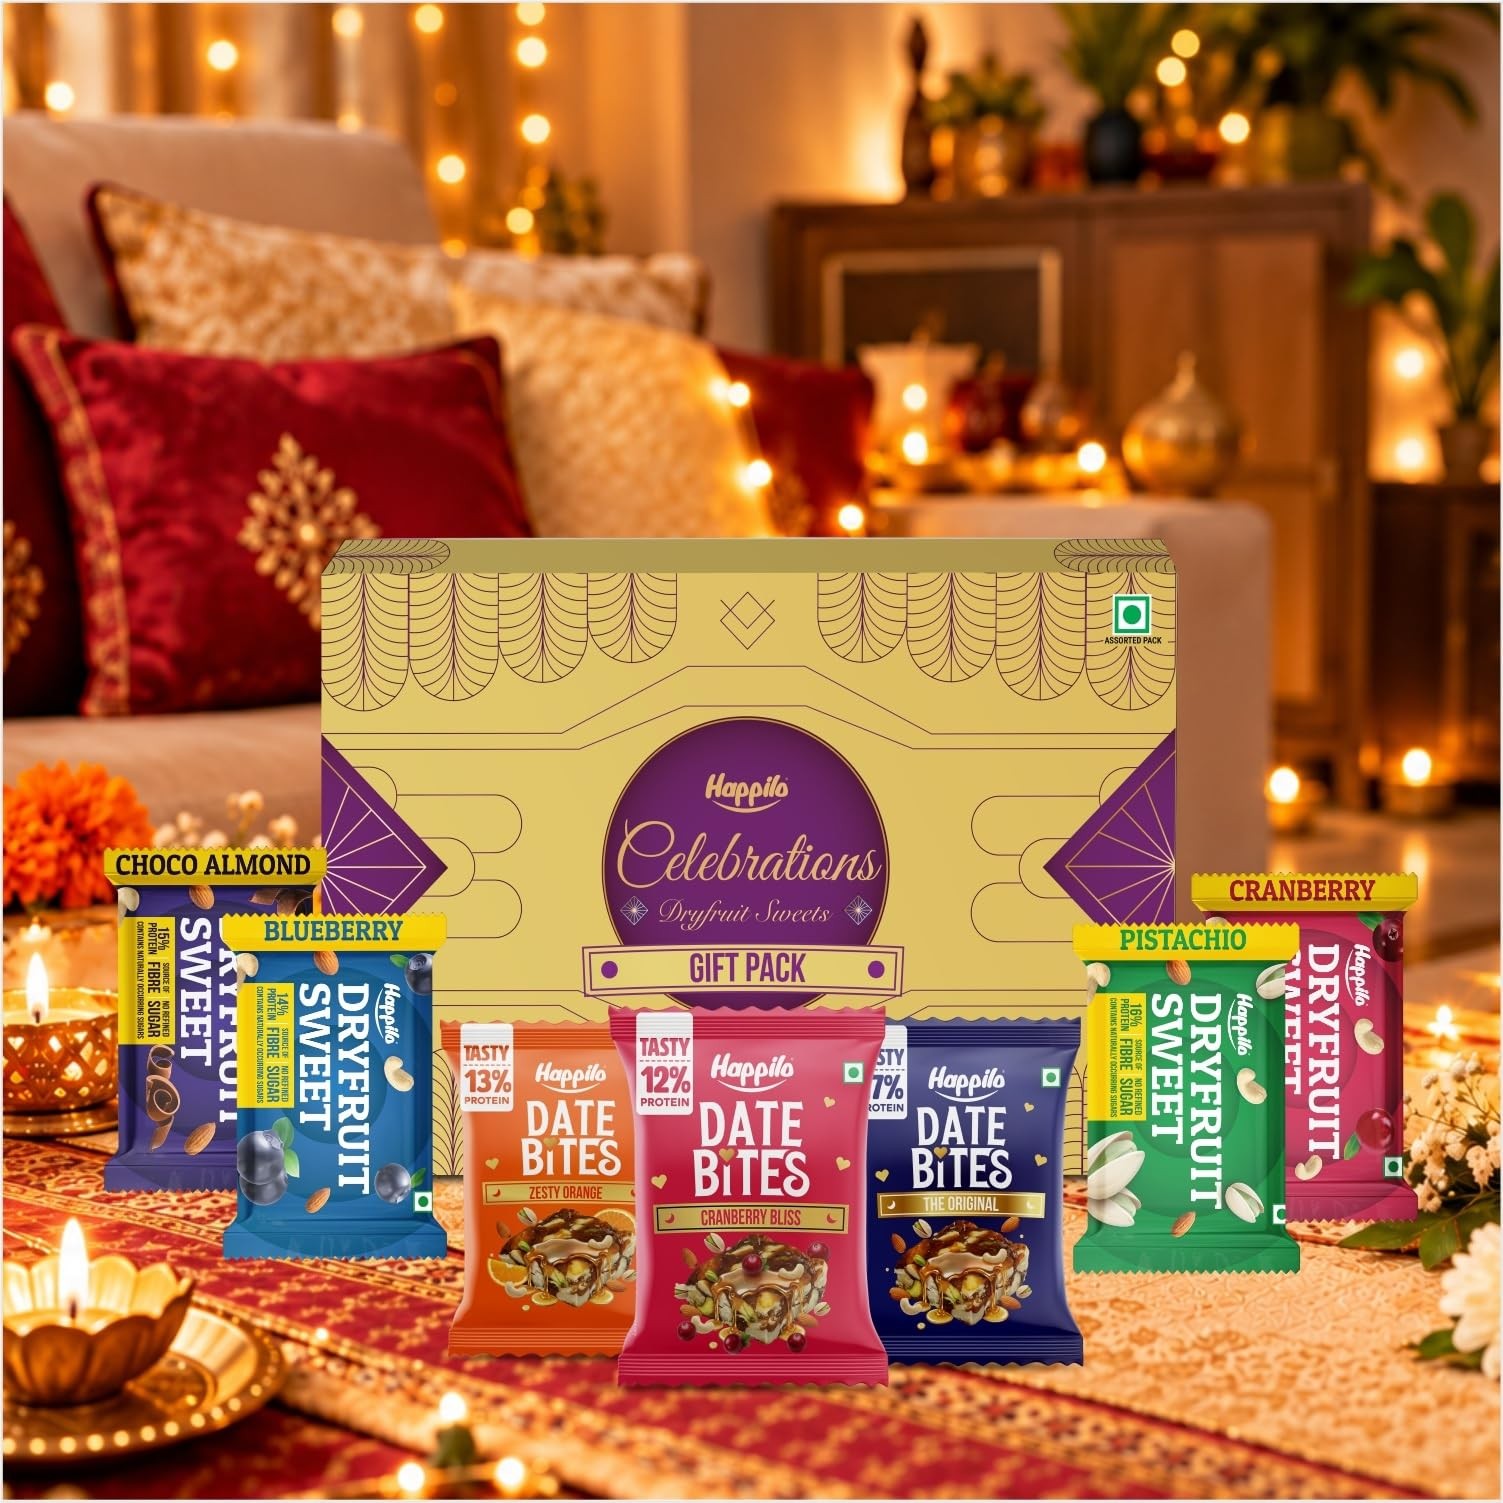 ASSORTED PACK
Happilo
Celebrations
Dryfruit Sweets
GIFT PACK
CHOCO ALMOND
15%
PROTEIN
SOURCE OF
FIBRE
NO REFINED
SUGAR
CONTAINS NATURALLY OCCURRING SUGARS
SWEET
BLUEBERRY
Happilo
DRYFRUIT
SWEET
14%
PROTEIN
SOURCE OF
FIBRE
NO REFINED
SUGAR
CONTAINS NATURALLY OCCURRING SUGARS
TASTY
13%
PROTEIN
Happilo
DATE
BITES
ZESTY ORANGE
TASTY
12%
PROTEIN
Happilo
DATE
BITES
CRANBERRY BLISS
Happilo
DATE
BITES
THE ORIGINAL
PISTACHIO
Happilo
DRYFRUIT
SWEET
16%
PROTEIN
SOURCE OF
FIBRE
NO REFINED
SUGAR
CONTAINS NATURALLY OCCURRING SUGARS
CRANBERRY
Happilo
DRYFRUIT
SWEET